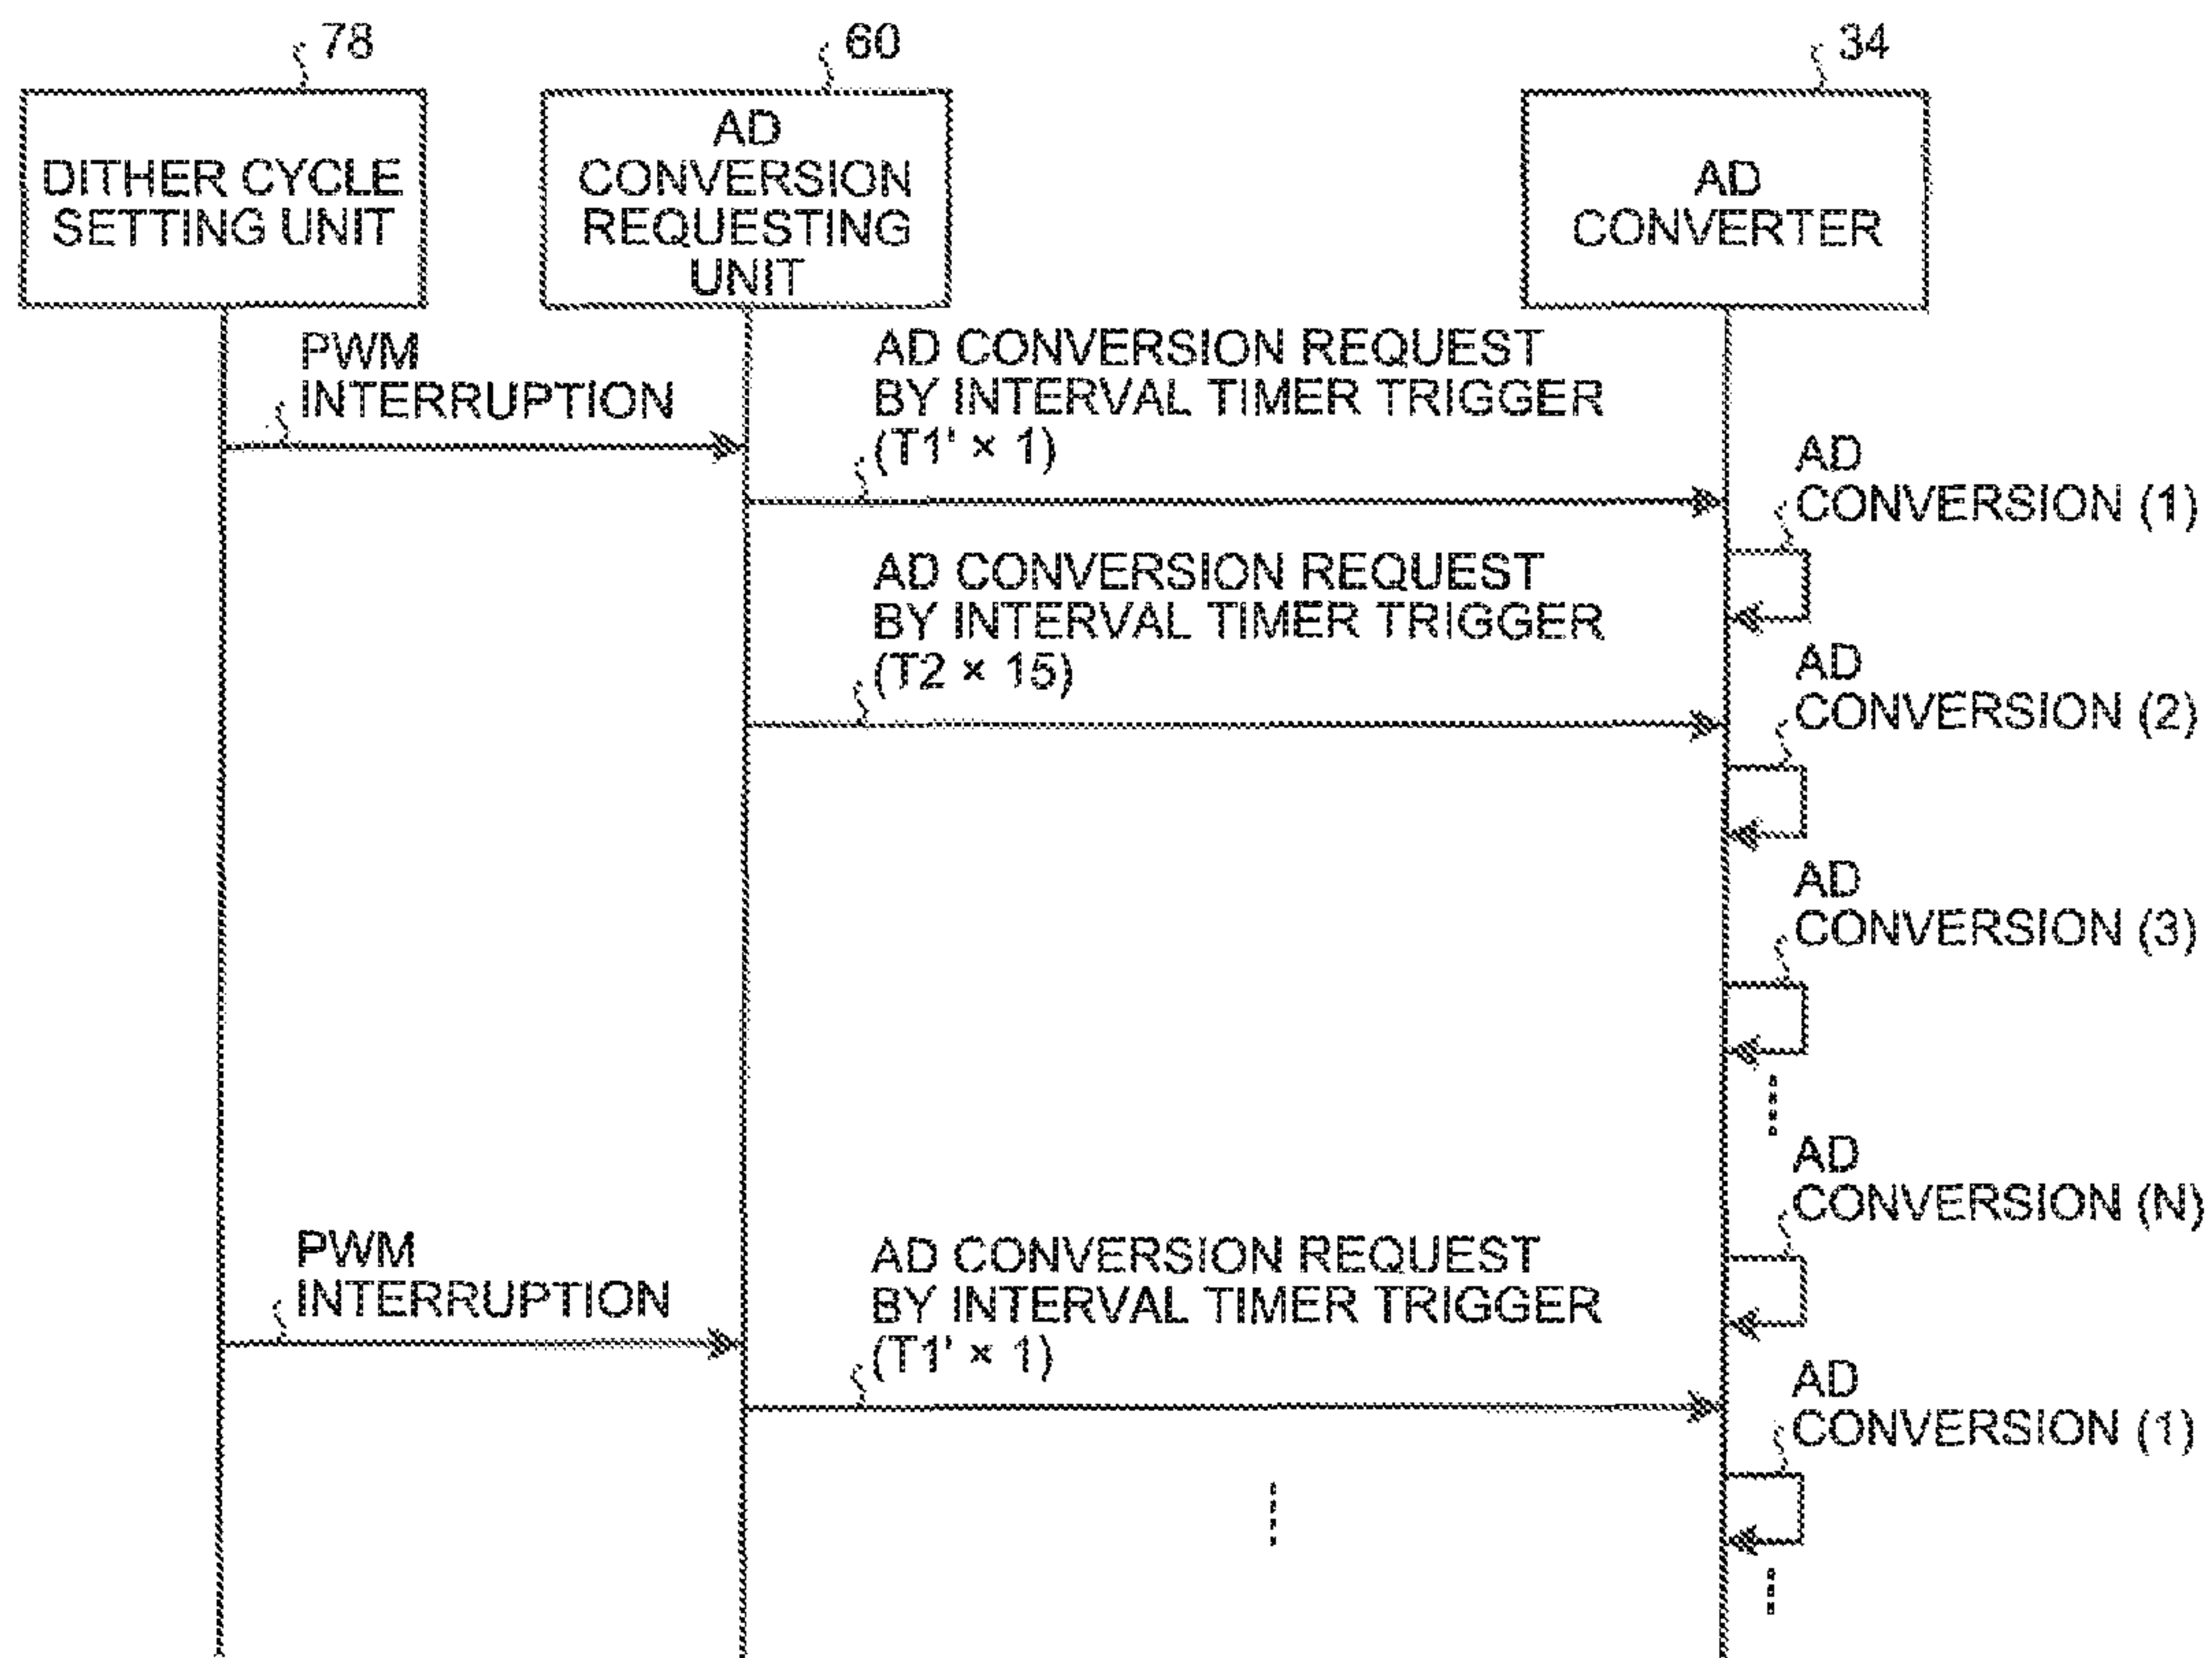 78
60
34
DITHER CYCLE
SETTING UNIT
AD
CONVERSION
REQUESTING
UNIT
AD
CONVERTER
PWM
INTERRUPTION
AD CONVERSION REQUEST
BY INTERVAL TIMER TRIGGER
(T1' × 1)
AD
CONVERSION (1)
AD CONVERSION REQUEST
BY INTERVAL TIMER TRIGGER
(T2 × 15)
AD
CONVERSION (2)
AD
CONVERSION (3)
AD
CONVERSION (N)
PWM
INTERRUPTION
AD CONVERSION REQUEST
BY INTERVAL TIMER TRIGGER
(T1' × 1)
AD
CONVERSION (1)